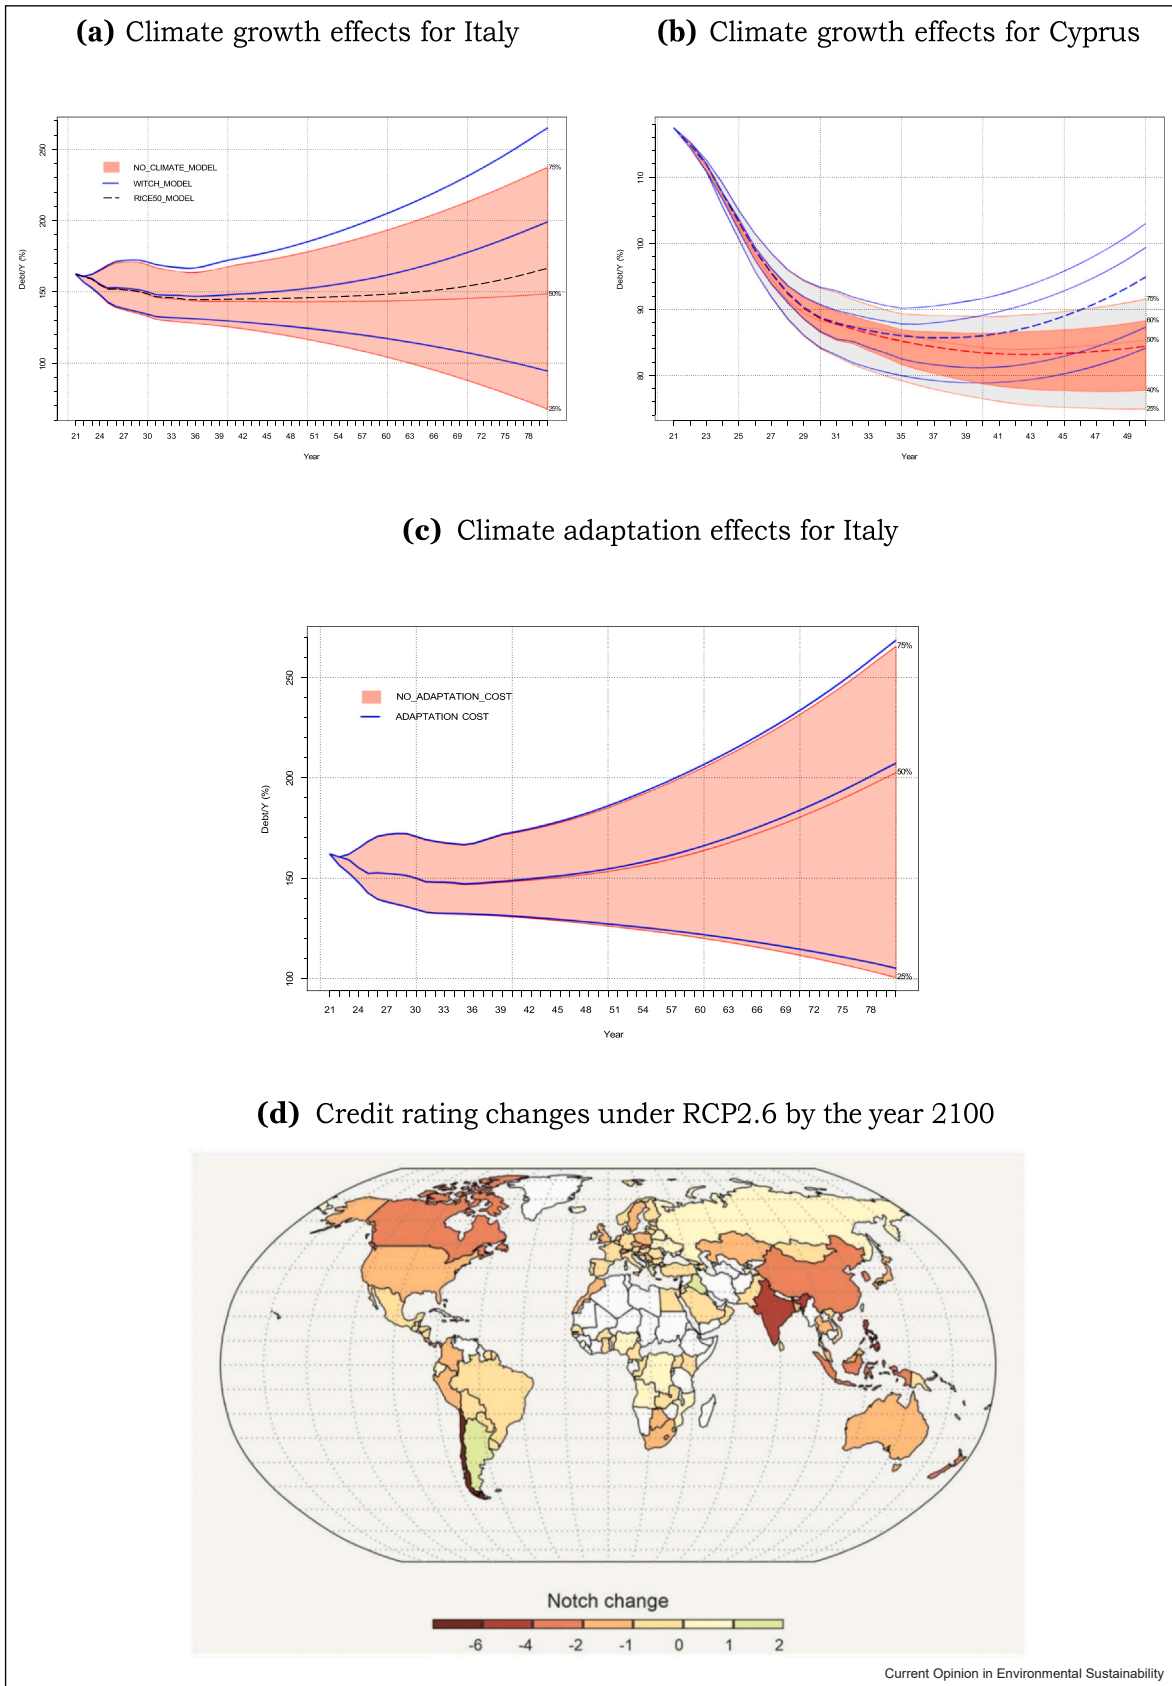 (a) Climate growth effects for Italy
(b) Climate growth effects for Cyprus
Debt/Y (%)
250
200
150
100
NO_CLIMATE_MODEL
WITCH_MODEL
RICE50_MODEL
75%
50%
25%
21 24 27 30 33 36 39 42 45 48 51 54 57 60 63 66 69 72 75 78
Year
Debt/Y (%)
110
100
90
80
75%
60%
50%
40%
25%
21 23 25 27 29 31 33 35 37 39 41 43 45 47 49
Year
(c) Climate adaptation effects for Italy
Debt/Y (%)
250
200
150
100
NO_ADAPTATION_COST
ADAPTATION COST
75%
50%
25%
21 24 27 30 33 36 39 42 45 48 51 54 57 60 63 66 69 72 75 78
Year
(d) Credit rating changes under RCP2.6 by the year 2100
Notch change
-6 -4 -2 -1 0 1 2
Current Opinion in Environmental Sustainability